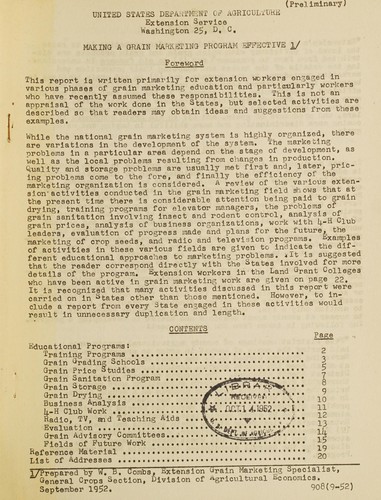 (Preliminary)
UNITED STATES DEPARTMENT OF AGRICULTURE
Extension Service
Washington 25, D. C.
MAKING A GRAIN MARKETING PROGRAM EFFECTIVE 1/
Foreword
This report is written primarily for extension workers engaged in
various phases of grain marketing education and particularly workers
who have recently assumed these responsibilities. This is not an
appraisal of the work done in the States, but selected activities are
described so that readers may obtain ideas and suggestions from these
examples.
While the national grain marketing system is highly organized, there
are variations in the development of the system. The marketing
problems in a particular area depend on the stage of development, as
well as the local problems resulting from changes in production.
Quality and storage problems are usually met first and, later, pric-
ing problems come to the fore, and finally the efficiency of the
marketing organization is considered. A review of the various exten-
sion activities conducted in the grain marketing field shows that at
the present time there is considerable attention being paid to grain
drying, training programs for elevator managers, the problems of
grain sanitation involving insect and rodent control, analysis of
grain prices, analysis of business organizations, work with 4-H Club
leaders, evaluation of progress made and plans for the future, the
marketing of crop seeds, and radio and television programs. Examples
of activities in these various fields are given to indicate the dif-
ferent educational approaches to marketing problems. It is suggested
that the reader correspond directly with the States involved for more
details of the program. Extension workers in the Land Grant Colleges
who have been active in grain marketing work are given on page 22.
It is recognized that many activities discussed in this report were
carried on in States other than those mentioned. However, to in-
clude a report from every State engaged in these activities would
result in unnecessary duplication and length.
CONTENTS
Page
Educational Programs:
Training Programs 2
Grain Grading Schools 3
Grain Price Studies 5
Grain Sanitation Program 7
Grain Storage 8
Grain Drying 9
Business Analysis 10
4-H Club Work 11
Radio, TV, and Teaching Aids 12
Evaluation 13
Grain Advisory Committees 14
Fields of Future Work 15
Reference Material 19
List of Addresses 20
LIBRARY
OCT 14 1952
1/Prepared by W. B. Combs, Extension Grain Marketing Specialist,
General Crops Section, Division of Agricultural Economics.
September 1952. 908(9-52)